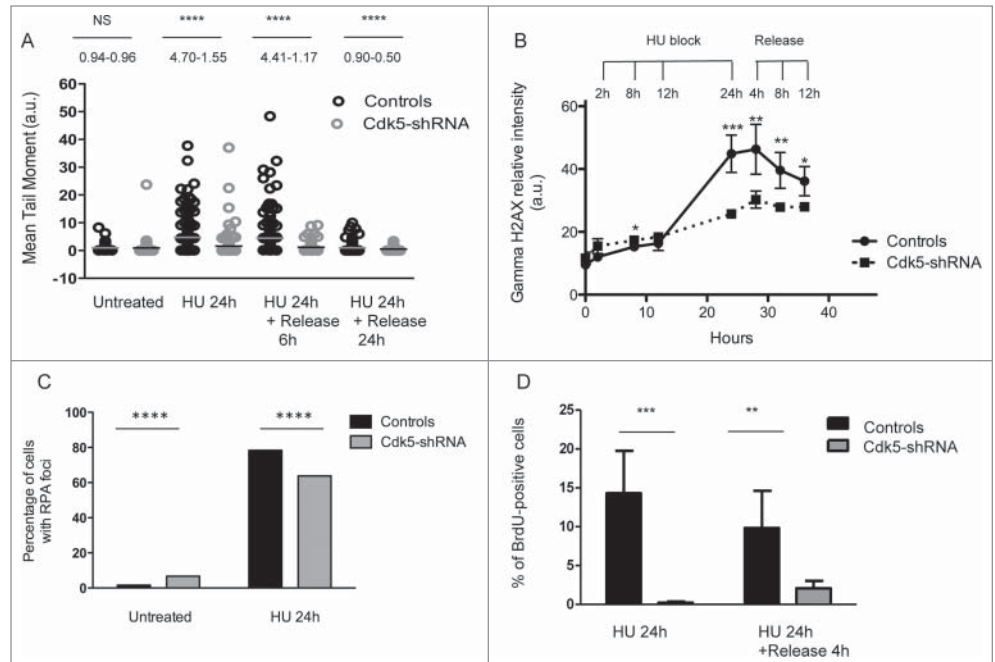 A
NS **** **** ****
0.94-0.96 4.70-1.55 4.41-1.17 0.90-0.50
Mean Tail Moment (a.u.)
60
50
40
30
20
10
0
-10
Controls
Cdk5-shRNA
Untreated HU 24h HU 24h HU 24h
+ Release + Release
6h 24h
B
HU block Release
2h 8h 12h 24h 4h 8h 12h
Gamma H2AX relative intensity
(a.u.)
60
40
20
0
* *** ** ** *
0 10 20 30 40
Hours
Controls
Cdk5-shRNA
C
**** ****
Percentage of cells
with RPA foci
100
80
60
40
20
0
Controls
Cdk5-shRNA
Untreated HU 24h
D
*** **
% of BrdU-positive cells
25
20
15
10
5
0
Controls
Cdk5-shRNA
HU 24h HU 24h
+Release 4h